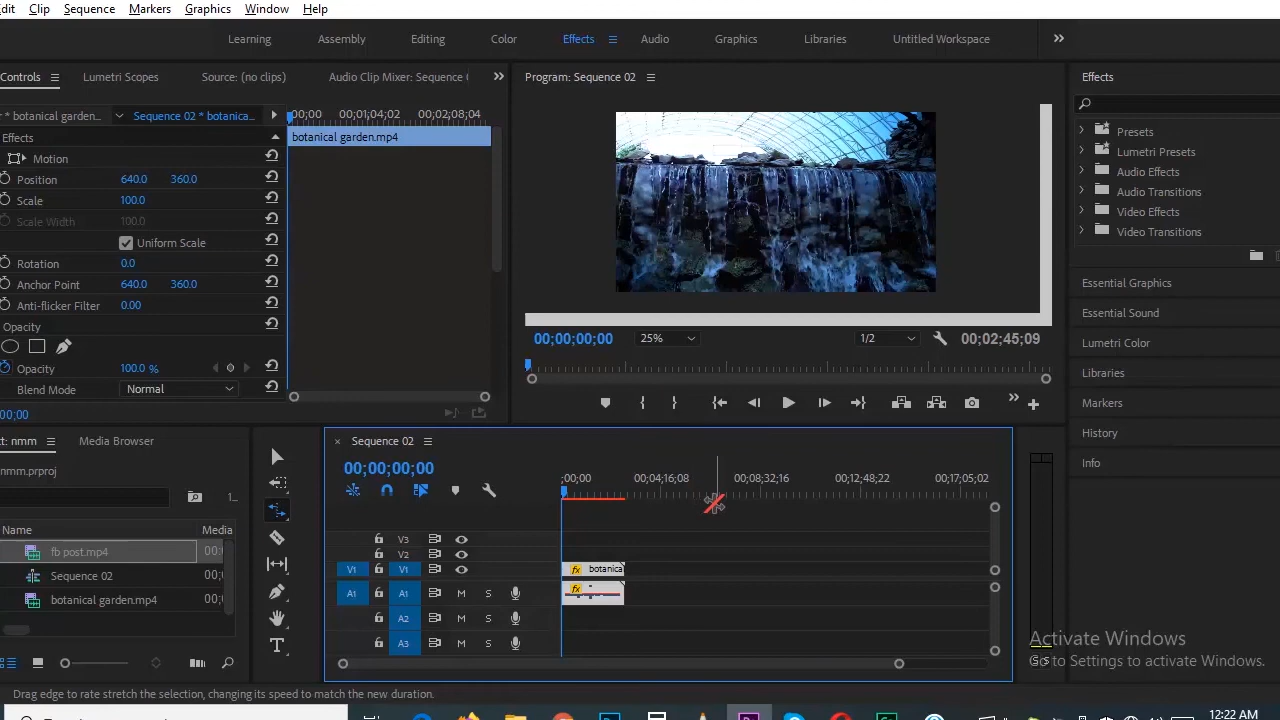 Clip Sequence Markers Graphics Window Help
Learning Assembly Editing Color Effects Audio Graphics Libraries Untitled Workspace
Controls Lumetri Scopes Source: (no clips) Audio Clip Mixer: Sequence
Program: Sequence 02
Effects
* botanical garden... Sequence 02 * botanica... ;00;00 00;01;04;02 00;02;08;04
botanical garden.mp4
Effects
Motion
Position 640.0 360.0
Scale 100.0
Scale Width 100.0
Uniform Scale
Rotation 0.0
Anchor Point 640.0 360.0
Anti-flicker Filter 0.00
Opacity
Opacity 100.0 %
Blend Mode Normal
;00;00
00;00;00;00 25% 1/2 00;02;45;09
Presets
Lumetri Presets
Audio Effects
Audio Transitions
Video Effects
Video Transitions
Essential Graphics
Essential Sound
Lumetri Color
Libraries
Markers
History
Info
nmm Media Browser
nmm.prproj
1...
Name Media
fb post.mp4 00;
Sequence 02 00;
botanical garden.mp4 00;
Sequence 02
00;00;00;00
;00;00 00;04;16;08 00;08;32;16 00;12;48;22 00;17;05;02
V3
V2
V1 V1 fx botanica
A1 A1 M S fx
A2 M S
A3 M S
Activate Windows
Go to Settings to activate Windows.
S S
Drag edge to rate stretch the selection, changing its speed to match the new duration.
12:22 AM